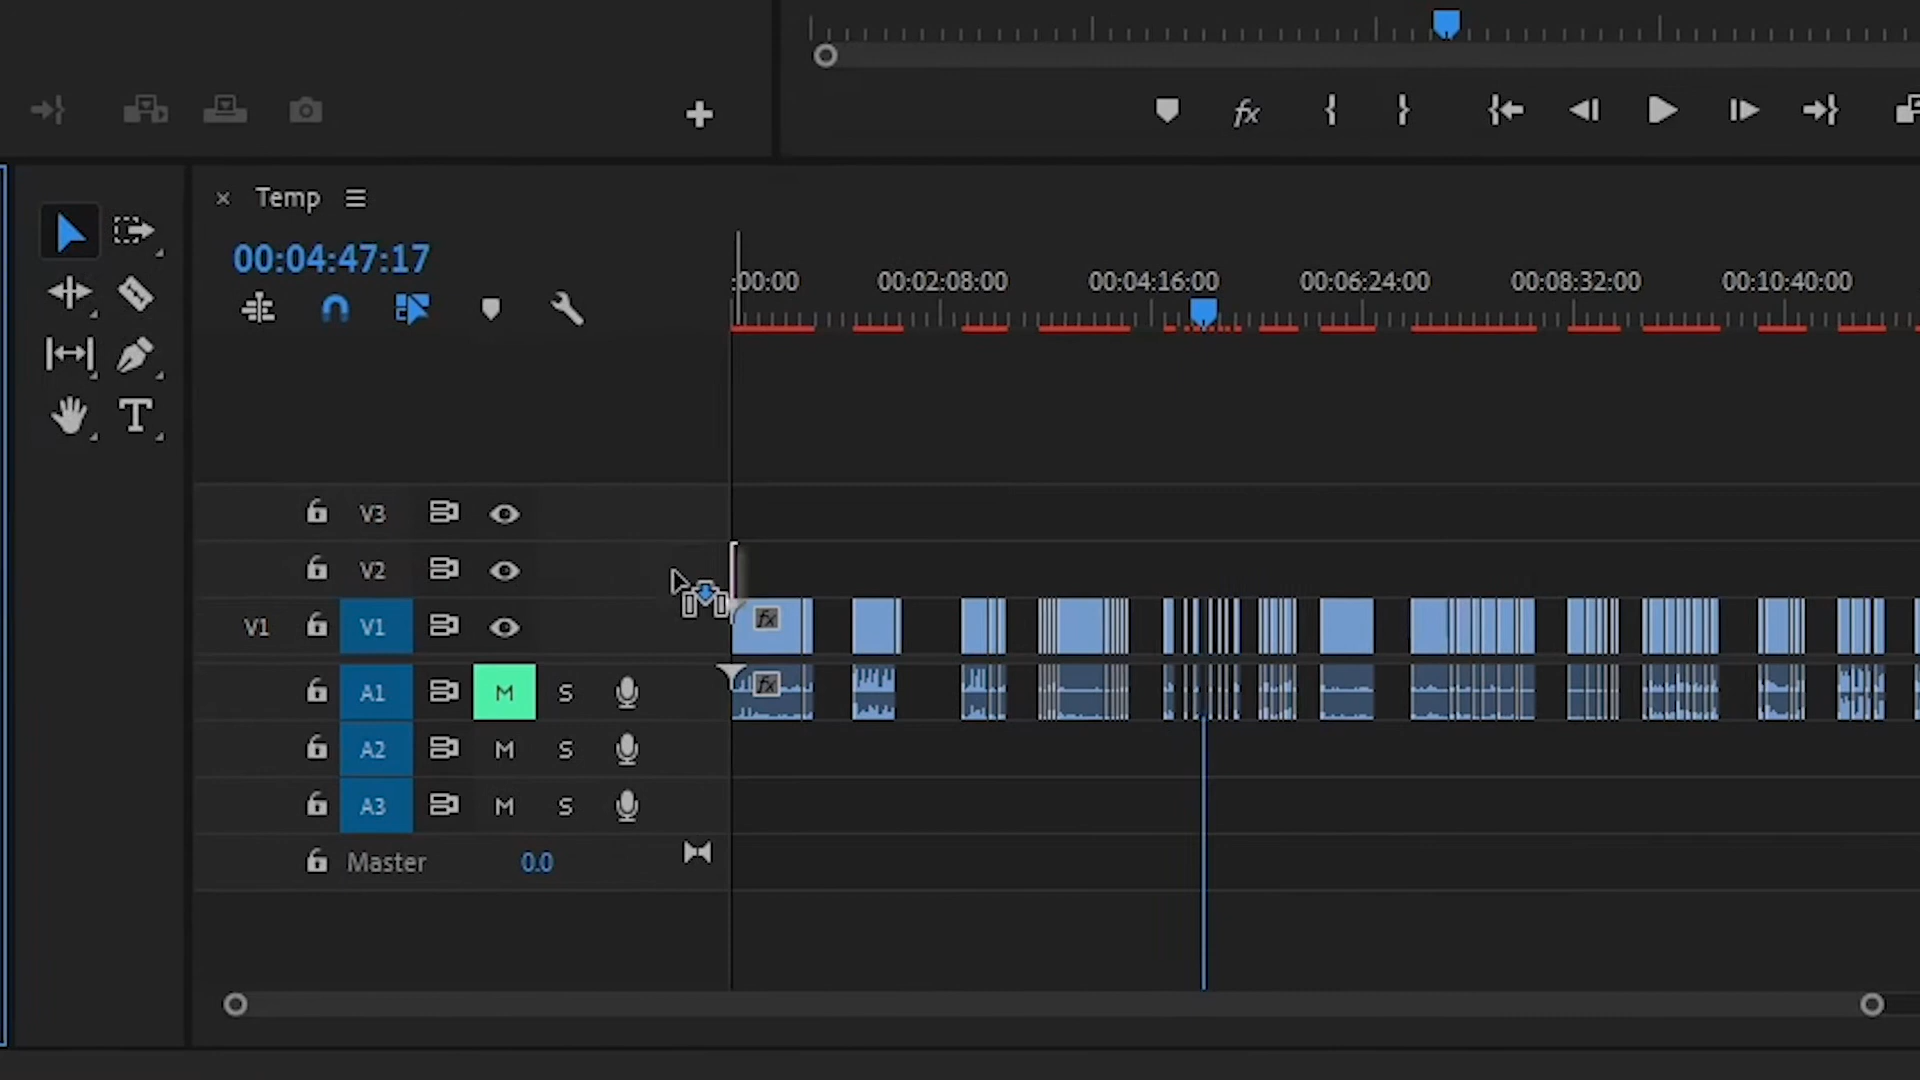 fx
Temp
00:04:47:17
:00:00 00:02:08:00 00:04:16:00 00:06:24:00 00:08:32:00 00:10:40:00
T
V3
V2
V1 V1 fx
A1 M S fx
A2 M S
A3 M S
Master 0.0